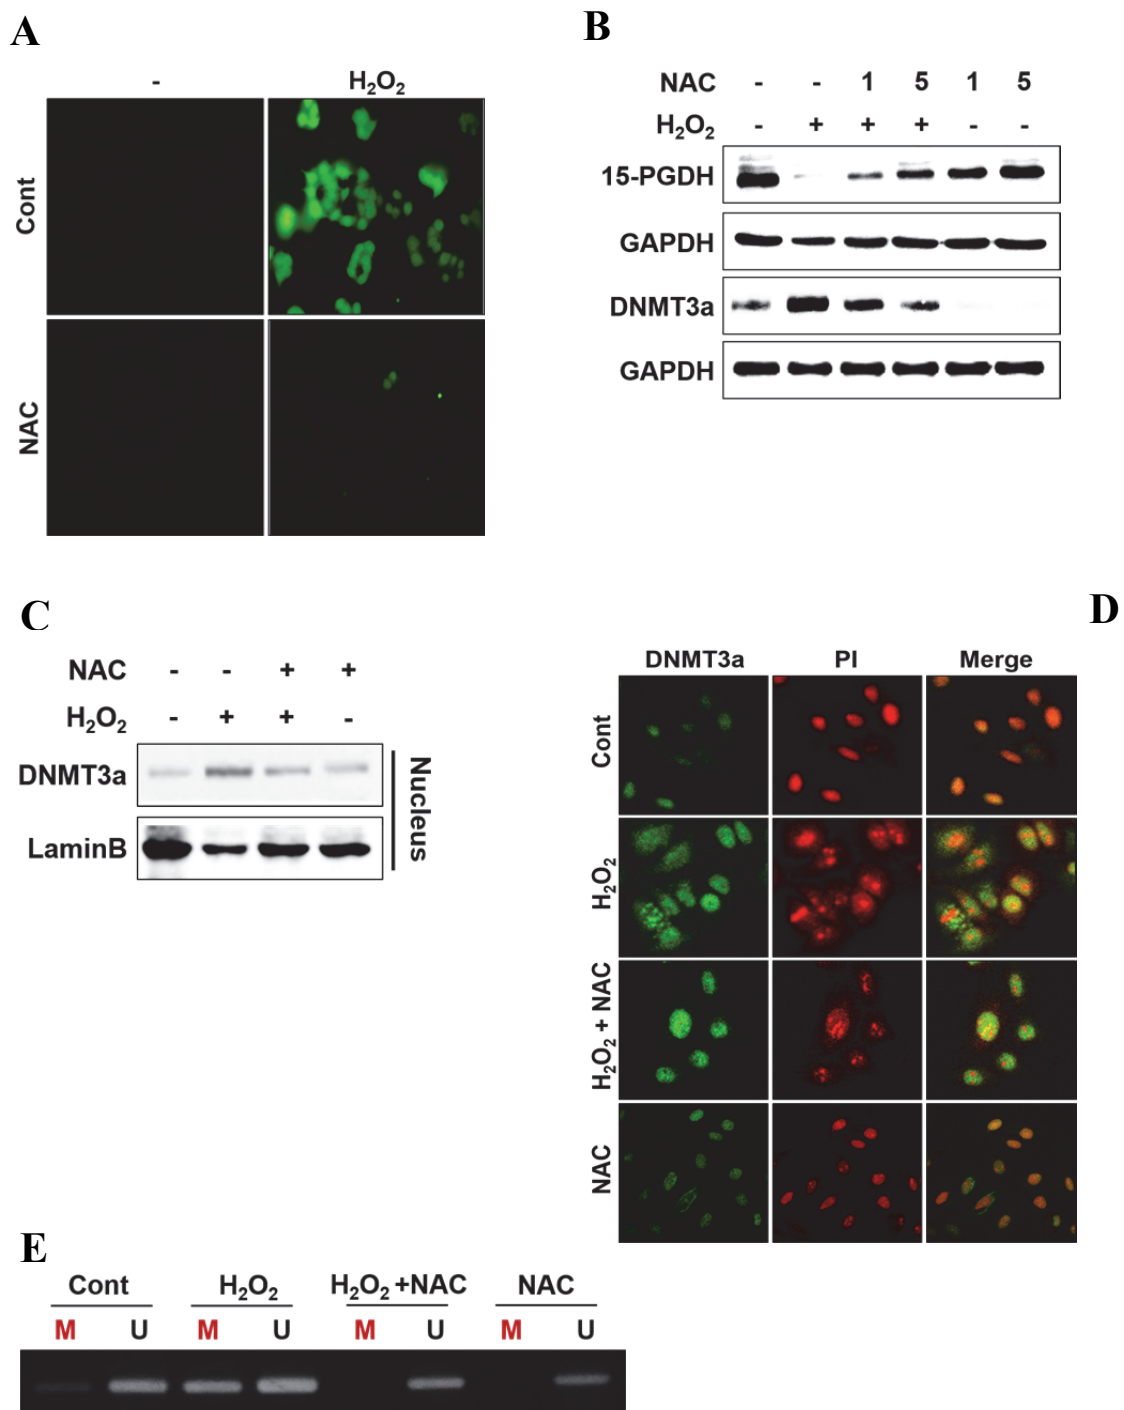 A
- H₂O₂
Cont
NAC
B
NAC - - 1 5 1 5
H₂O₂ - + + + - -
15-PGDH
GAPDH
DNMT3a
GAPDH
C
NAC - - + +
H₂O₂ - + + -
DNMT3a
LaminB
Nucleus
D
DNMT3a PI Merge
Cont
H₂O₂
H₂O₂ + NAC
NAC
E
Cont H₂O₂ H₂O₂ +NAC NAC
M U M U M U M U